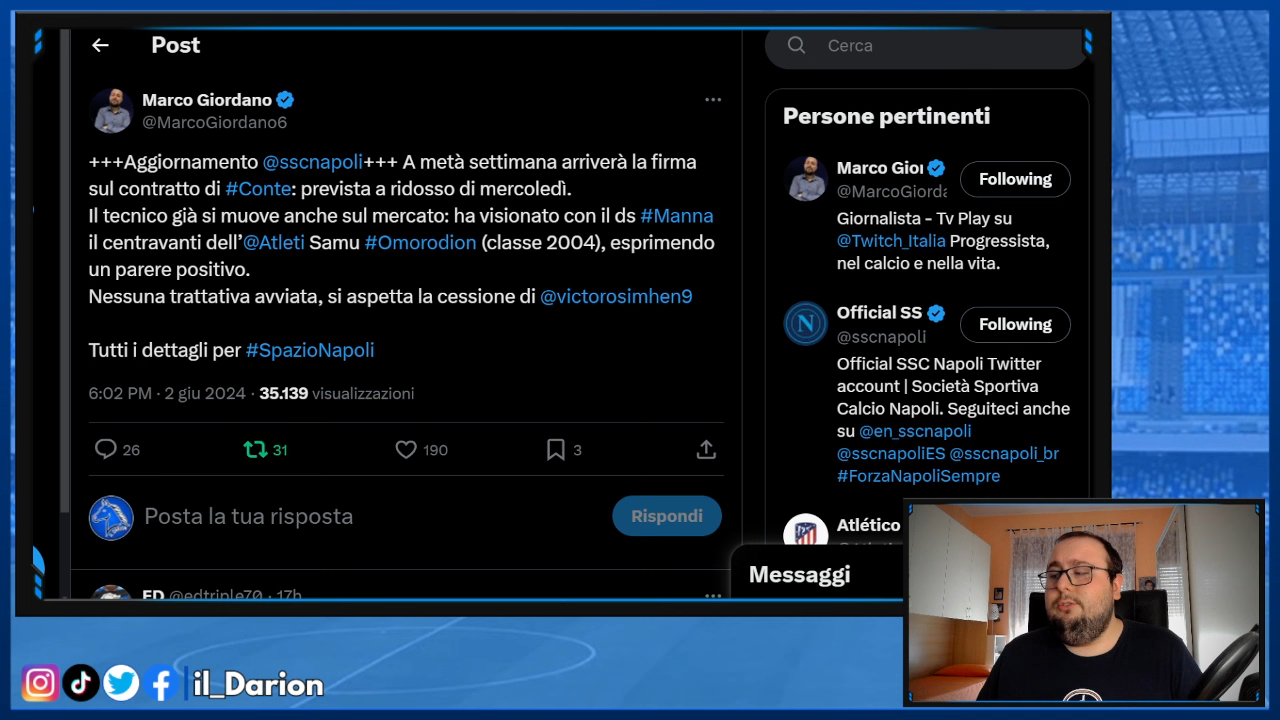 Post
Cerca
Marco Giordano
@MarcoGiordano6
+++Aggiornamento @sscnapoli+++ A metà settimana arriverà la firma
sul contratto di #Conte: prevista a ridosso di mercoledì.
Il tecnico già si muove anche sul mercato: ha visionato con il ds #Manna
il centravanti dell'@Atleti Samu #Omorodion (classe 2004), esprimendo
un parere positivo.
Nessuna trattativa avviata, si aspetta la cessione di @victorosimhen9
Tutti i dettagli per #SpazioNapoli
6:02 PM · 2 giu 2024 · 35.139 visualizzazioni
26 31 190 3
Posta la tua risposta
Rispondi
ED @edtriple70 · 17h
Persone pertinenti
Marco Gior
@MarcoGiorda
Following
Giornalista - Tv Play su
@Twitch_Italia Progressista,
nel calcio e nella vita.
Official SS
@sscnapoli
Following
Official SSC Napoli Twitter
account | Società Sportiva
Calcio Napoli. Seguiteci anche
su @en_sscnapoli
@sscnapoliES @sscnapoli_br
#ForzaNapoliSempre
Atlético
Messaggi
il_Darion